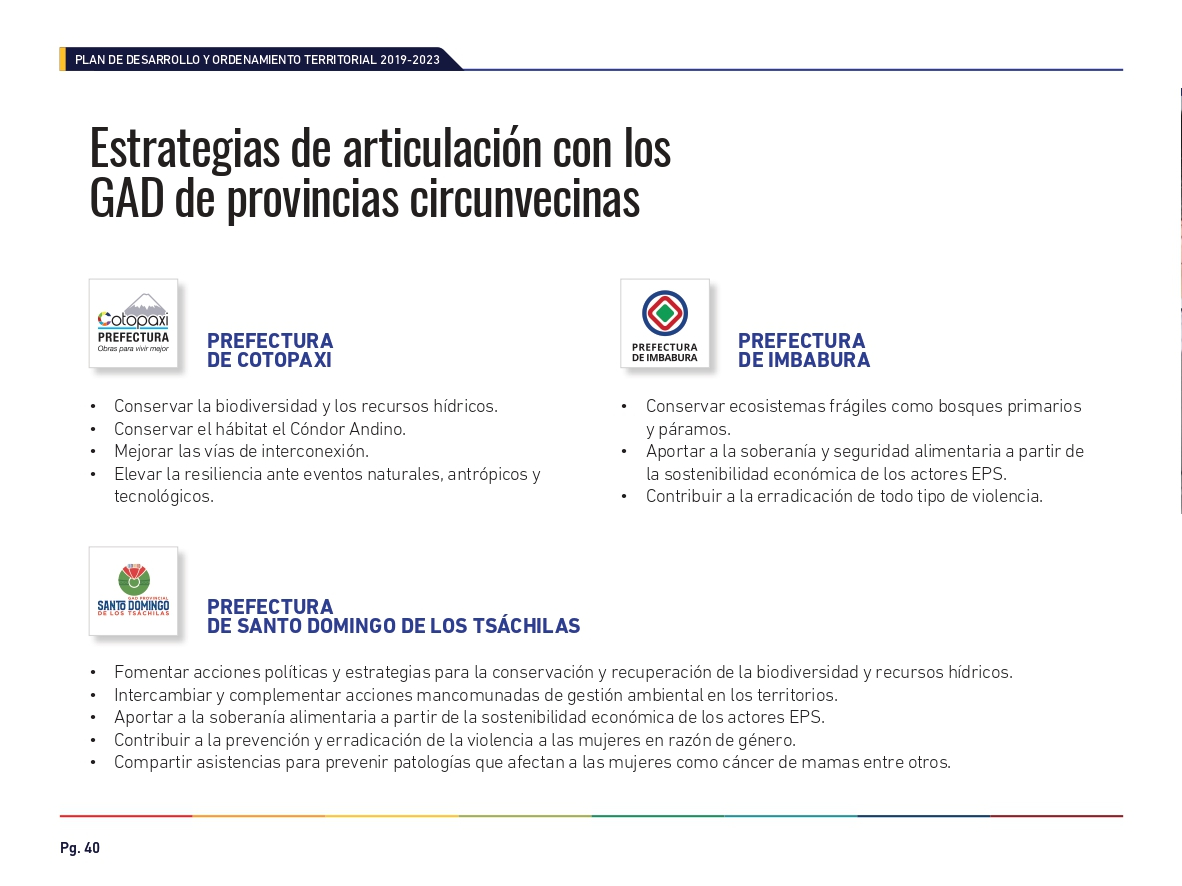 PLAN DE DESARROLLO Y ORDENAMIENTO TERRITORIAL 2019-2023
Estrategias de articulación con los
GAD de provincias circunvecinas
Cotopaxi
PREFECTURA
Obras para vivir mejor
PREFECTURA
DE COTOPAXI
• Conservar la biodiversidad y los recursos hídricos.
• Conservar el hábitat el Cóndor Andino.
• Mejorar las vías de interconexión.
• Elevar la resiliencia ante eventos naturales, antrópicos y
tecnológicos.
PREFECTURA
DE IMBABURA
PREFECTURA
DE IMBABURA
• Conservar ecosistemas frágiles como bosques primarios
y páramos.
• Aportar a la soberanía y seguridad alimentaria a partir de
la sostenibilidad económica de los actores EPS.
• Contribuir a la erradicación de todo tipo de violencia.
GAD PROVINCIAL
SANTO DOMINGO
DE LOS TSÁCHILAS
PREFECTURA
DE SANTO DOMINGO DE LOS TSÁCHILAS
• Fomentar acciones políticas y estrategias para la conservación y recuperación de la biodiversidad y recursos hídricos.
• Intercambiar y complementar acciones mancomunadas de gestión ambiental en los territorios.
• Aportar a la soberanía alimentaria a partir de la sostenibilidad económica de los actores EPS.
• Contribuir a la prevención y erradicación de la violencia a las mujeres en razón de género.
• Compartir asistencias para prevenir patologías que afectan a las mujeres como cáncer de mamas entre otros.
Pg. 40